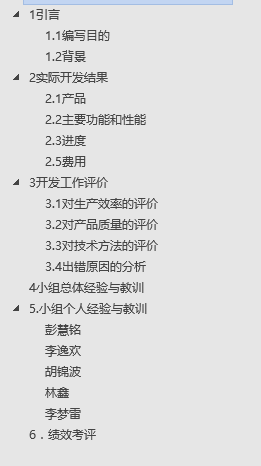 1引言
1.1编写目的
1.2背景
2实际开发结果
2.1产品
2.2主要功能和性能
2.3进度
2.5费用
3开发工作评价
3.1对生产效率的评价
3.2对产品质量的评价
3.3对技术方法的评价
3.4出错原因的分析
4小组总体经验与教训
5.小组个人经验与教训
彭慧铭
李逸欢
胡锦波
林鑫
李梦雷
6．绩效考评